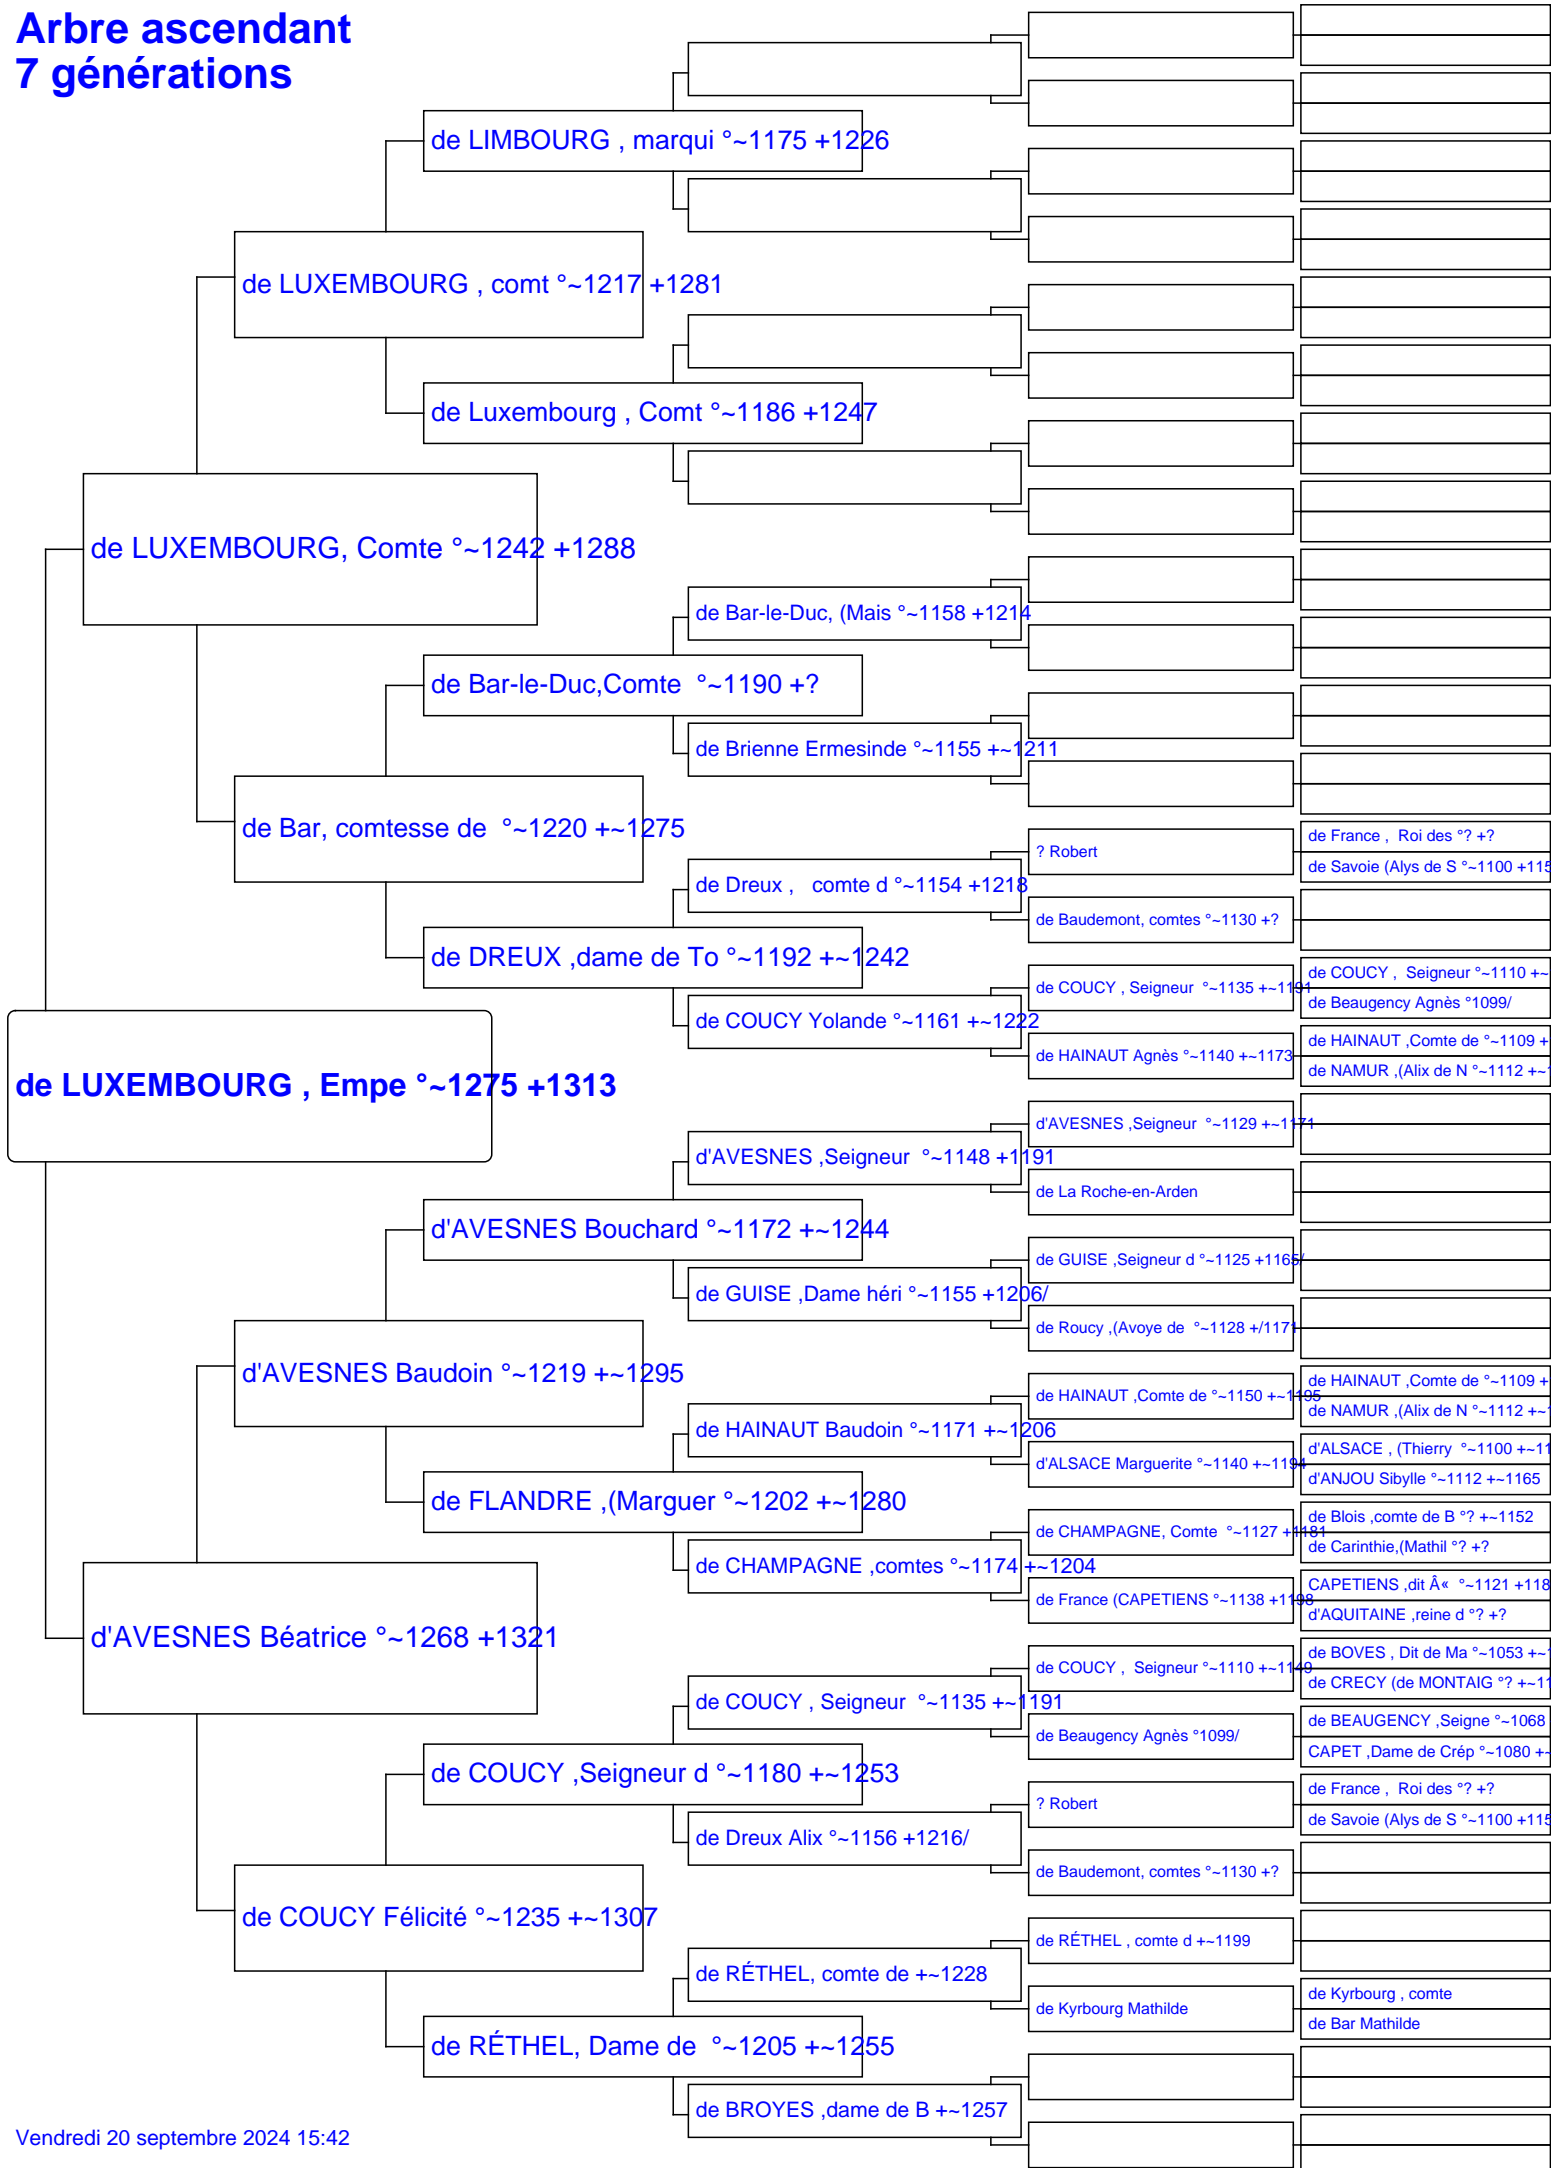 Arbre ascendant
7 générations
de LIMBOURG , marqui °~1175 +1226
de LUXEMBOURG , comt °~1217 +1281
de Luxembourg , Comt °~1186 +1247
de LUXEMBOURG, Comte °~1242 +1288
de Bar-le-Duc, (Mais °~1158 +1214
de Bar-le-Duc,Comte  °~1190 +?
de Brienne Ermesinde °~1155 +~1211
de Bar, comtesse de  °~1220 +~1275
de France ,  Roi des °? +?
? Robert
de Savoie (Alys de S °~1100 +115
de Dreux ,   comte d °~1154 +1218
de Baudemont, comtes °~1130 +?
de DREUX ,dame de To °~1192 +~1242
de COUCY ,  Seigneur °~1110 +~
de COUCY , Seigneur  °~1135 +~1191
de Beaugency Agnès °1099/
de COUCY Yolande °~1161 +~1222
de HAINAUT ,Comte de °~1109 +
de HAINAUT Agnès °~1140 +~1173
de NAMUR ,(Alix de N °~1112 +~1
de LUXEMBOURG , Empe °~1275 +1313
d'AVESNES ,Seigneur  °~1129 +~1171
d'AVESNES ,Seigneur  °~1148 +1191
de La Roche-en-Arden
d'AVESNES Bouchard °~1172 +~1244
de GUISE ,Seigneur d °~1125 +1165/
de GUISE ,Dame héri °~1155 +1206/
de Roucy ,(Avoye de  °~1128 +/1171
d'AVESNES Baudoin °~1219 +~1295
de HAINAUT ,Comte de °~1109 +
de HAINAUT ,Comte de °~1150 +~1195
de NAMUR ,(Alix de N °~1112 +~1
de HAINAUT Baudoin °~1171 +~1206
d'ALSACE , (Thierry  °~1100 +~11
d'ALSACE Marguerite °~1140 +~1194
d'ANJOU Sibylle °~1112 +~1165
de FLANDRE ,(Marguer °~1202 +~1280
de Blois ,comte de B °? +~1152
de CHAMPAGNE, Comte  °~1127 +1181
de Carinthie,(Mathil °? +?
de CHAMPAGNE ,comtes °~1174 +~1204
CAPETIENS ,dit Â«  °~1121 +118
de France (CAPETIENS °~1138 +1198
d'AQUITAINE ,reine d °? +?
d'AVESNES Béatrice °~1268 +1321
de BOVES , Dit de Ma °~1053 +~1
de COUCY ,  Seigneur °~1110 +~1149
de CRECY (de MONTAIG °? +~11
de COUCY , Seigneur  °~1135 +~1191
de BEAUGENCY ,Seigne °~1068
de Beaugency Agnès °1099/
CAPET ,Dame de Crép °~1080 +~
de COUCY ,Seigneur d °~1180 +~1253
de France ,  Roi des °? +?
? Robert
de Savoie (Alys de S °~1100 +115
de Dreux Alix °~1156 +1216/
de Baudemont, comtes °~1130 +?
de COUCY Félicité °~1235 +~1307
de RÉTHEL , comte d +~1199
de RÉTHEL, comte de +~1228
de Kyrbourg , comte
de Kyrbourg Mathilde
de Bar Mathilde
de RÉTHEL, Dame de  °~1205 +~1255
de BROYES ,dame de B +~1257
Vendredi 20 septembre 2024 15:42